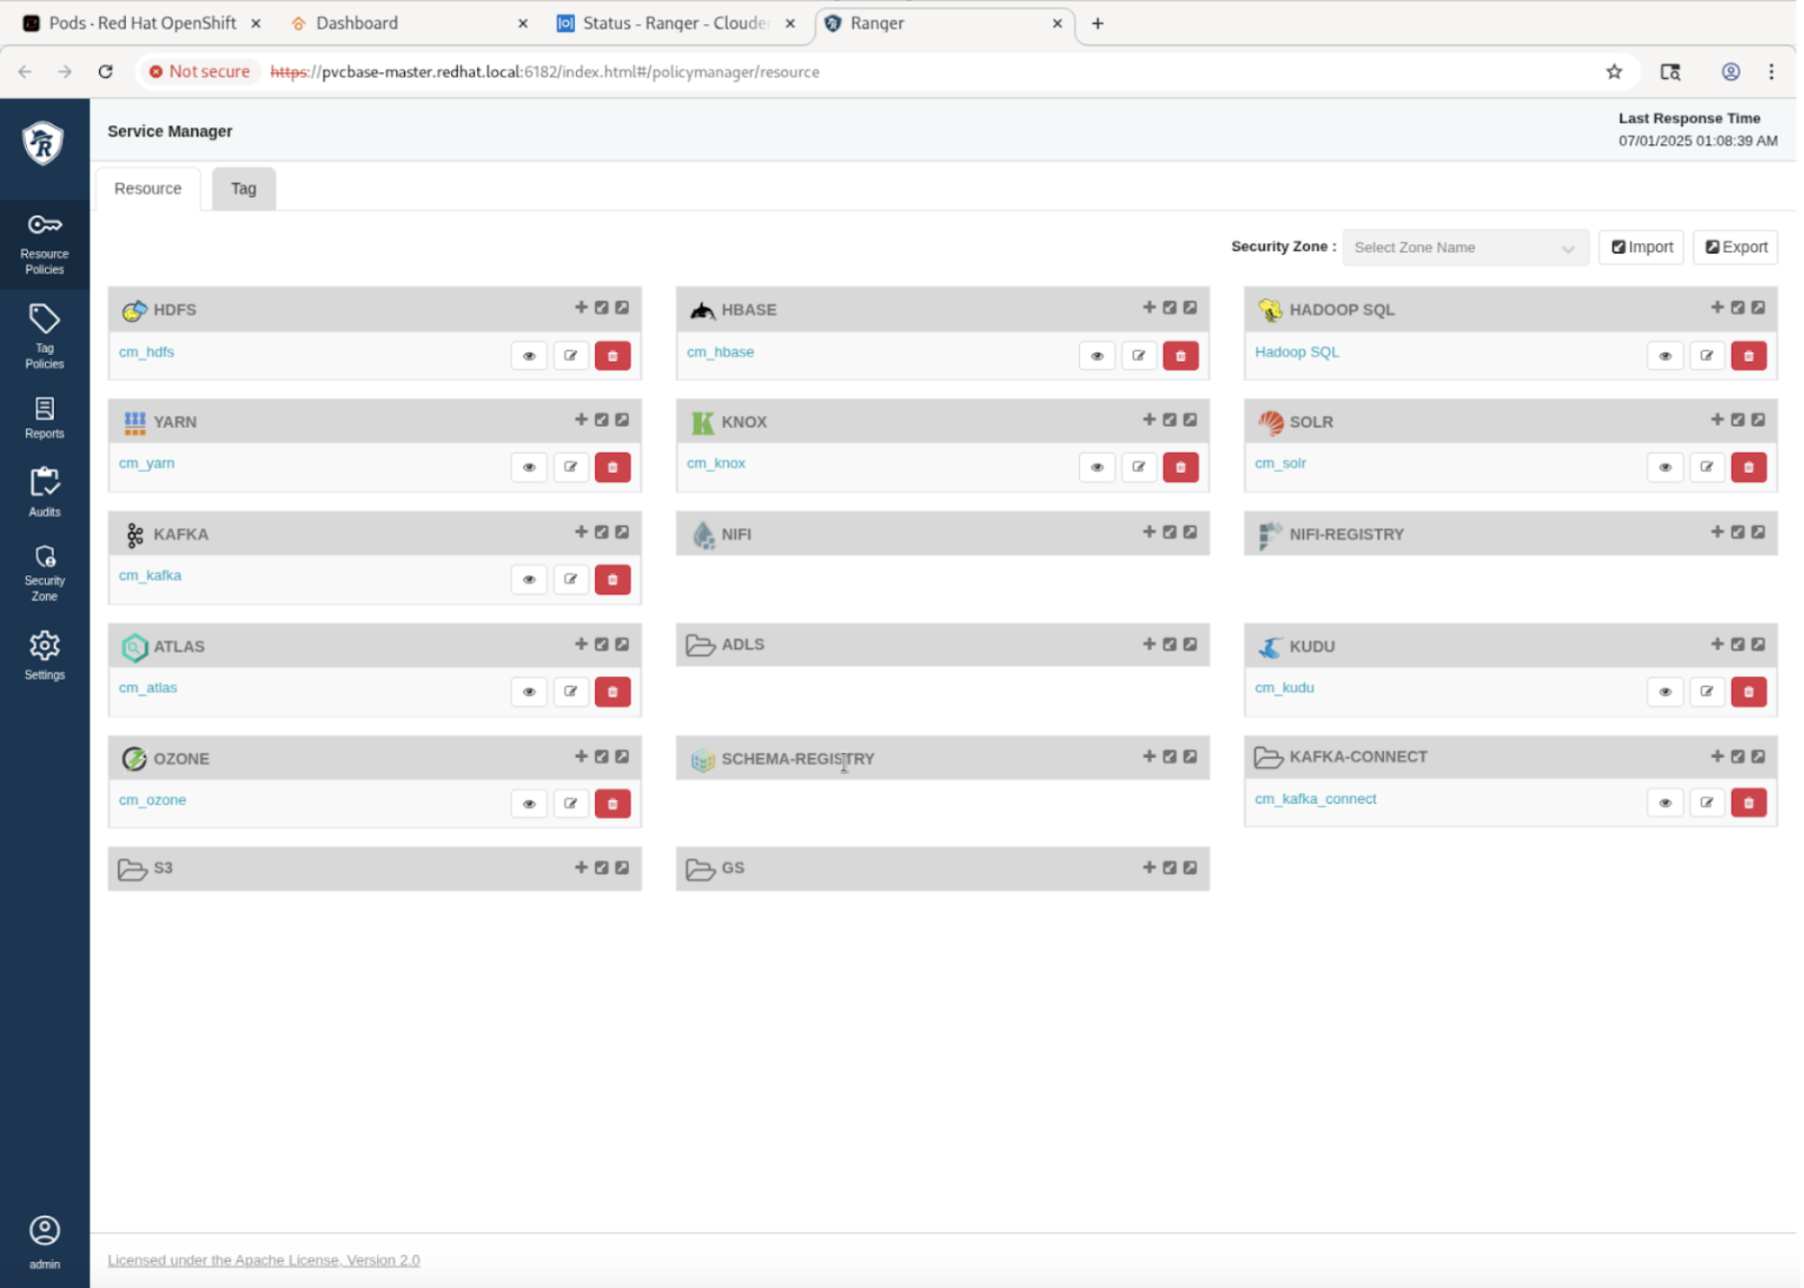 Pods · Red Hat OpenShift
Dashboard
Status - Ranger - Clouder
Ranger
Not secure
https://pvcbase-master.redhat.local:6182/index.html#/policymanager/resource
Service Manager
Last Response Time
07/01/2025 01:08:39 AM
Resource
Tag
Security Zone :
Select Zone Name
Import
Export
Resource
Policies
Tag
Policies
Reports
Audits
Security
Zone
Settings
HDFS
HBASE
HADOOP SQL
cm_hdfs
cm_hbase
Hadoop SQL
YARN
KNOX
SOLR
cm_yarn
cm_knox
cm_solr
KAFKA
NIFI
NIFI-REGISTRY
cm_kafka
ATLAS
ADLS
KUDU
cm_atlas
cm_kudu
OZONE
SCHEMA-REGISTRY
KAFKA-CONNECT
cm_ozone
cm_kafka_connect
S3
GS
admin
Licensed under the Apache License, Version 2.0